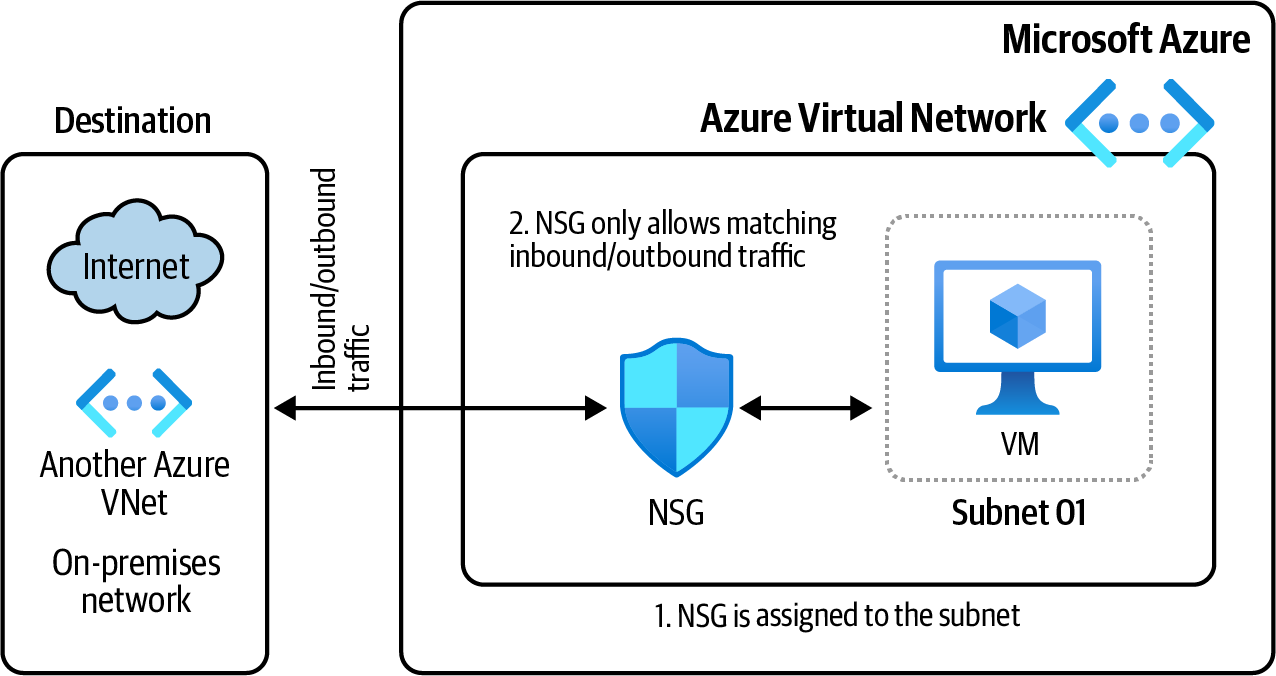 Microsoft Azure
Azure Virtual Network
Destination
Internet
Another Azure
VNet
On-premises
network
Inbound/outbound
traffic
2. NSG only allows matching
inbound/outbound traffic
NSG
VM
Subnet 01
1. NSG is assigned to the subnet